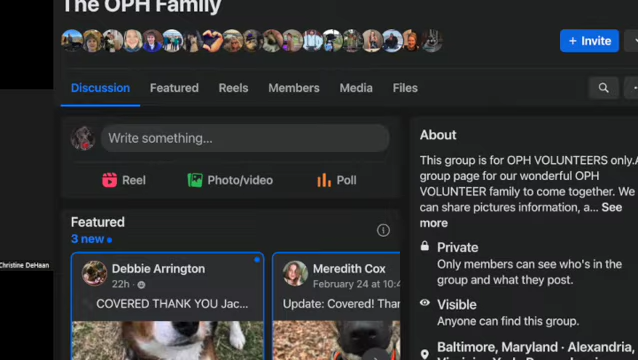 The OPH Family
+ Invite
Discussion
Featured
Reels
Members
Media
Files
Write something...
Reel
Photo/video
Poll
Featured
3 new
Debbie Arrington
22h
COVERED THANK YOU Jac...
Meredith Cox
February 24 at 10:4
Update: Covered! Than
About
This group is for OPH VOLUNTEERS only.A
group page for our wonderful OPH
VOLUNTEER family to come together. We
can share pictures information, a... See
more
Private
Only members can see who's in the
group and what they post.
Visible
Anyone can find this group.
Baltimore, Maryland · Alexandria,
Christine DeHaan